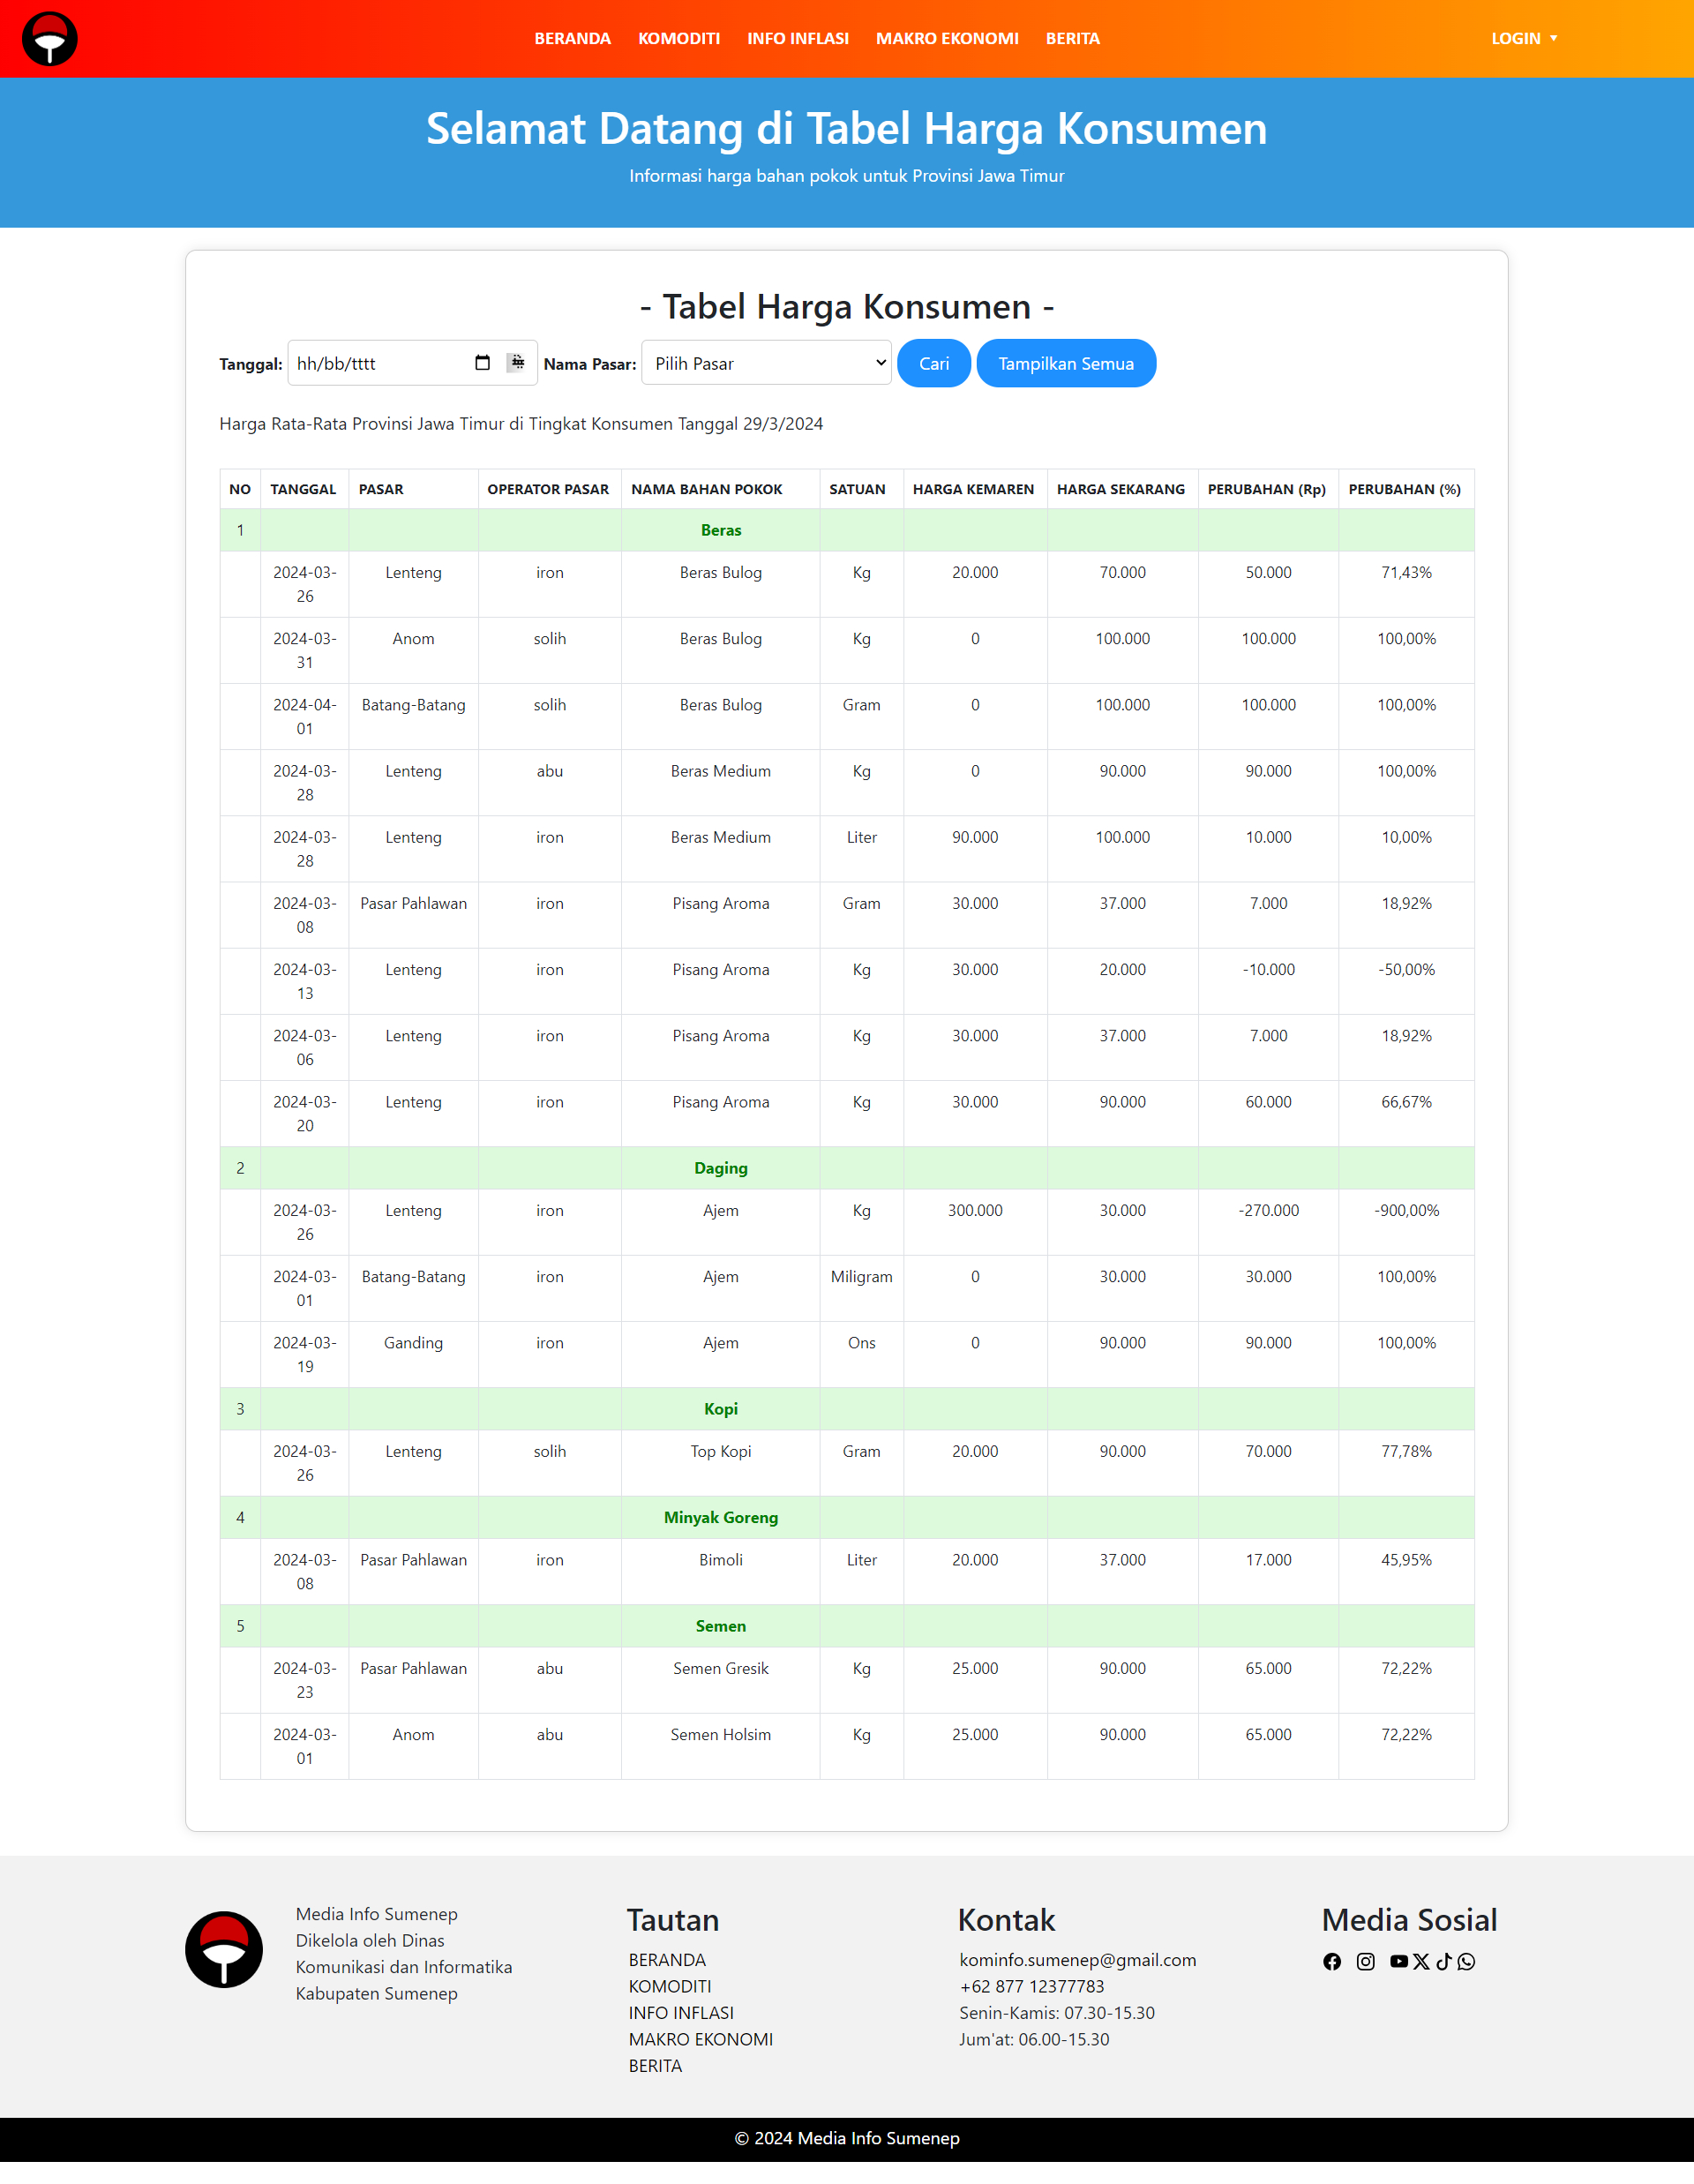 BERANDA KOMODITI INFO INFLASI MAKRO EKONOMI BERITA LOGIN
Selamat Datang di Tabel Harga Konsumen
Informasi harga bahan pokok untuk Provinsi Jawa Timur
- Tabel Harga Konsumen -
Tanggal: hh/bb/tttt Nama Pasar: Pilih Pasar Cari Tampilkan Semua
Harga Rata-Rata Provinsi Jawa Timur di Tingkat Konsumen Tanggal 29/3/2024
NO TANGGAL PASAR OPERATOR PASAR NAMA BAHAN POKOK SATUAN HARGA KEMAREN HARGA SEKARANG PERUBAHAN (Rp) PERUBAHAN (%)
1 Beras
2024-03-26 Lenteng iron Beras Bulog Kg 20.000 70.000 50.000 71,43%
2024-03-31 Anom solih Beras Bulog Kg 0 100.000 100.000 100,00%
2024-04-01 Batang-Batang solih Beras Bulog Gram 0 100.000 100.000 100,00%
2024-03-28 Lenteng abu Beras Medium Kg 0 90.000 90.000 100,00%
2024-03-28 Lenteng iron Beras Medium Liter 90.000 100.000 10.000 10,00%
2024-03-08 Pasar Pahlawan iron Pisang Aroma Gram 30.000 37.000 7.000 18,92%
2024-03-13 Lenteng iron Pisang Aroma Kg 30.000 20.000 -10.000 -50,00%
2024-03-06 Lenteng iron Pisang Aroma Kg 30.000 37.000 7.000 18,92%
2024-03-20 Lenteng iron Pisang Aroma Kg 30.000 90.000 60.000 66,67%
2 Daging
2024-03-26 Lenteng iron Ajem Kg 300.000 30.000 -270.000 -900,00%
2024-03-01 Batang-Batang iron Ajem Miligram 0 30.000 30.000 100,00%
2024-03-19 Ganding iron Ajem Ons 0 90.000 90.000 100,00%
3 Kopi
2024-03-26 Lenteng solih Top Kopi Gram 20.000 90.000 70.000 77,78%
4 Minyak Goreng
2024-03-08 Pasar Pahlawan iron Bimoli Liter 20.000 37.000 17.000 45,95%
5 Semen
2024-03-23 Pasar Pahlawan abu Semen Gresik Kg 25.000 90.000 65.000 72,22%
2024-03-01 Anom abu Semen Holsim Kg 25.000 90.000 65.000 72,22%
Media Info Sumenep
Dikelola oleh Dinas
Komunikasi dan Informatika
Kabupaten Sumenep
Tautan
BERANDA
KOMODITI
INFO INFLASI
MAKRO EKONOMI
BERITA
Kontak
kominfo.sumenep@gmail.com
+62 877 12377783
Senin-Kamis: 07.30-15.30
Jum'at: 06.00-15.30
Media Sosial
© 2024 Media Info Sumenep